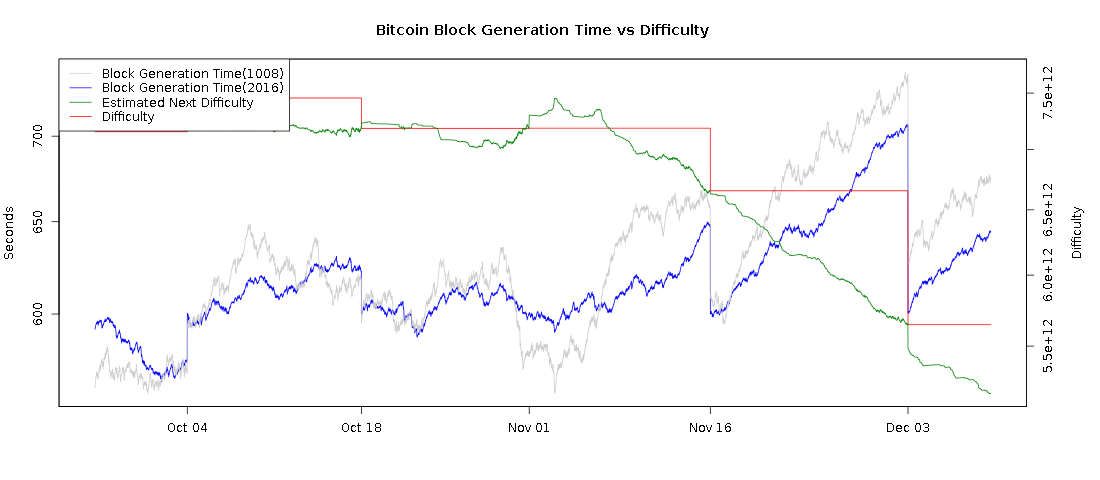 Bitcoin Block Generation Time vs Difficulty
Block Generation Time(1008)
Block Generation Time(2016)
Estimated Next Difficulty
Difficulty
Seconds
700
650
600
7.5e+12
6.5e+12
6.0e+12
5.5e+12
Difficulty
Oct 04
Oct 18
Nov 01
Nov 16
Dec 03